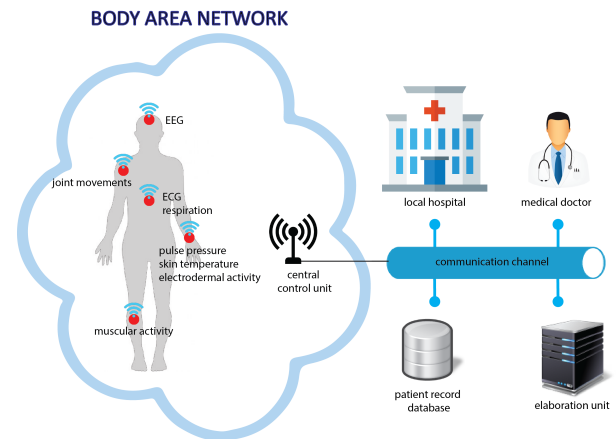 BODY AREA NETWORK
EEG
joint movements
ECG
respiration
pulse pressure
skin temperature
electrodermal activity
muscular activity
central
control unit
local hospital
medical doctor
communication channel
patient record
database
elaboration unit